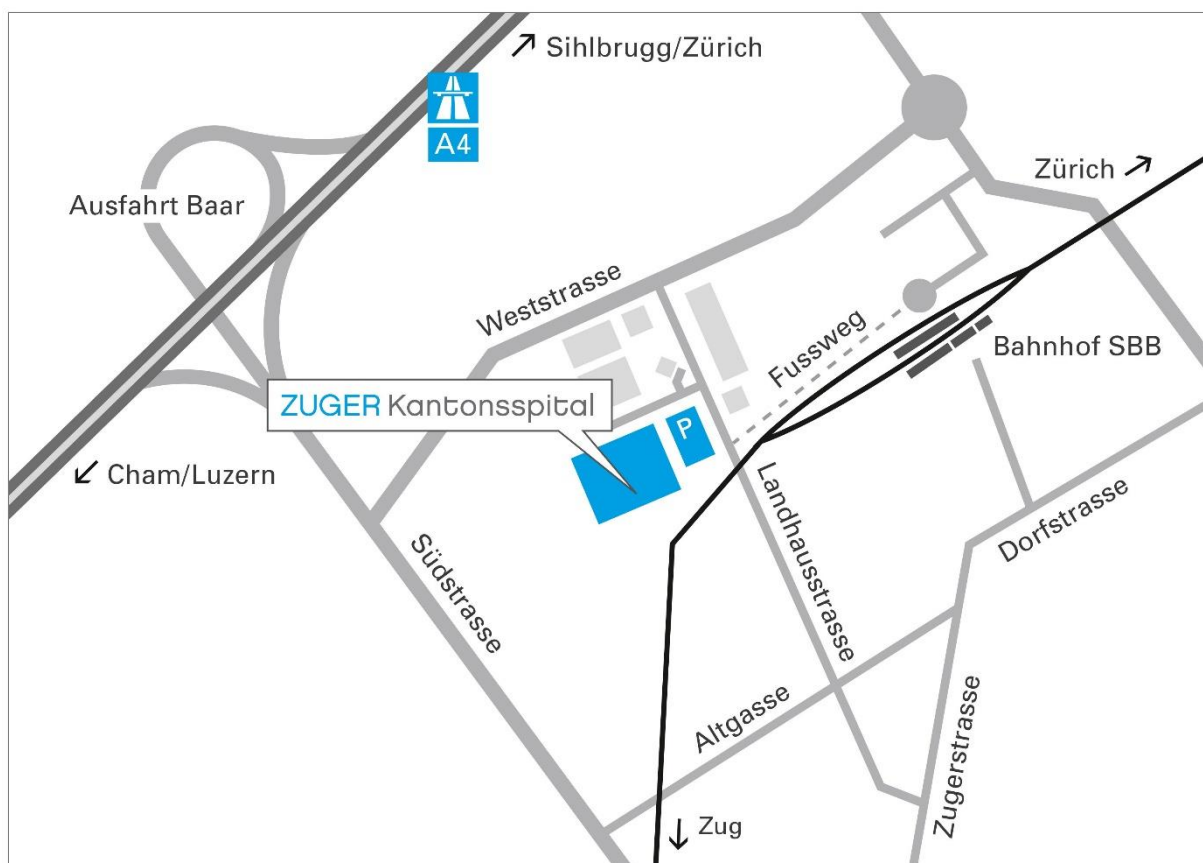 Sihlbrugg/Zürich
A4
Zürich
Ausfahrt Baar
Weststrasse
Fussweg
Bahnhof SBB
ZUGER Kantonsspital
P
Cham/Luzern
Landhausstrasse
Dorfstrasse
Südstrasse
Altgasse
Zugerstrasse
Zug